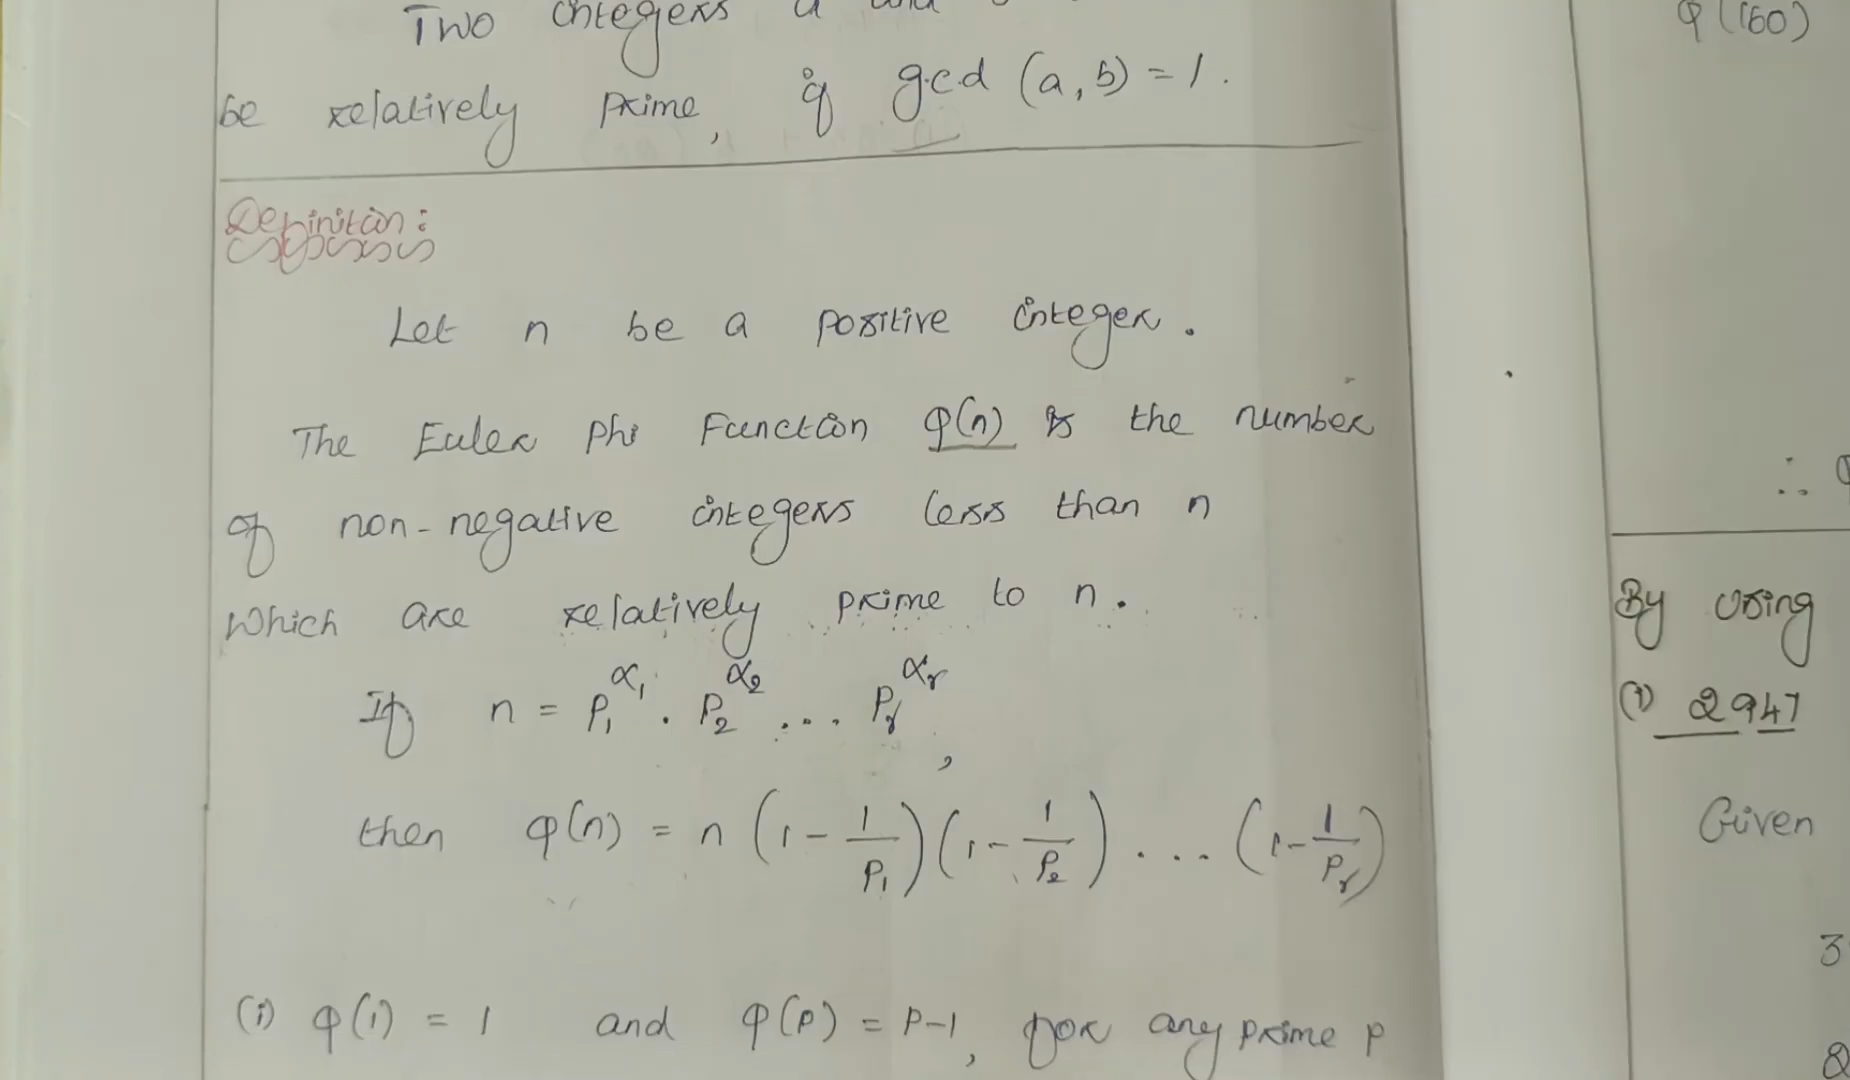 Two integers a and
be relatively prime, if g.c.d (a, b) = 1.
Definition:
Let n be a positive integer.
The Euler phi Function φ(n) is the number
of non-negative integers less than n
which are relatively prime to n.
If n = p₁^α₁ . p₂^α₂ .... pᵣ^αᵣ,
then φ(n) = n (1 - 1/p₁) (1 - 1/p₂) .... (1 - 1/pᵣ)
(i) φ(1) = 1 and φ(p) = p-1, for any prime p
φ(160)
∴
By using
(i) 2947
Given
3